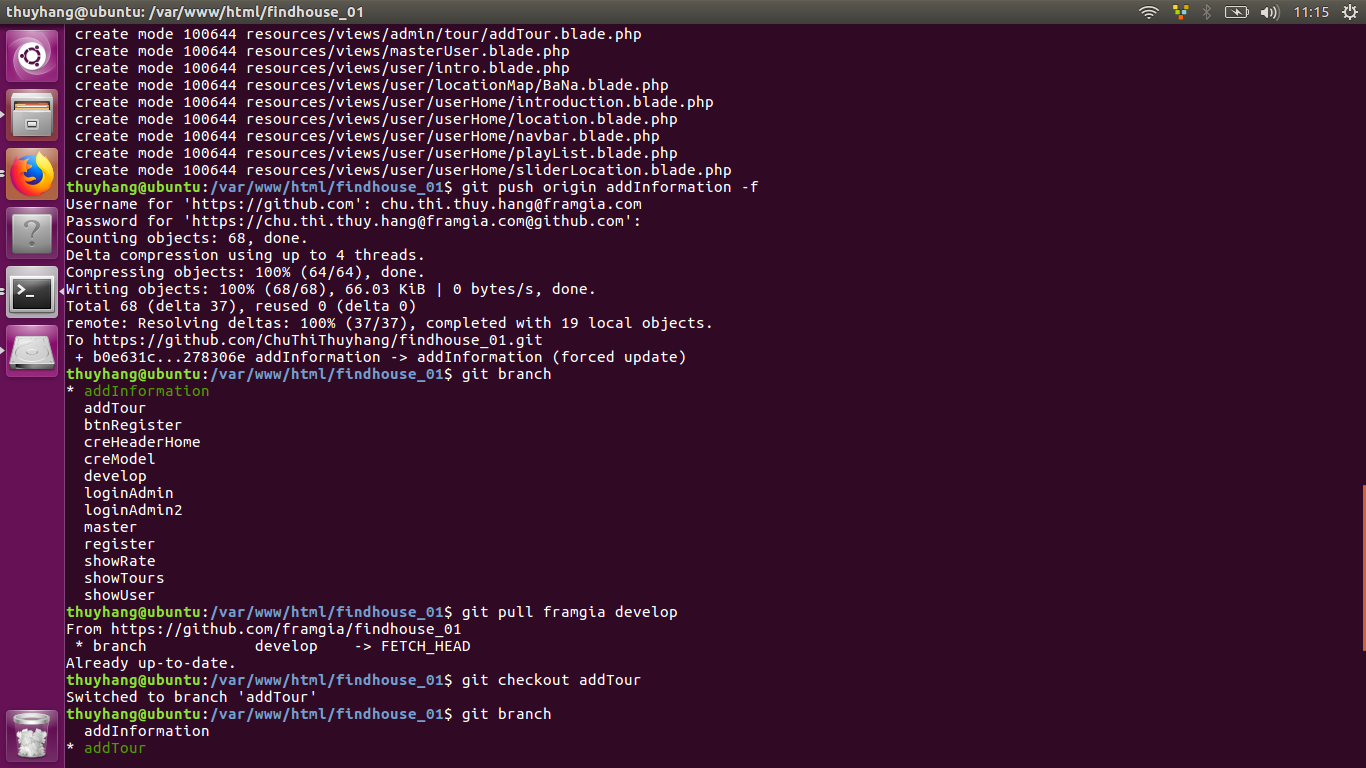 thuyhang@ubuntu: /var/www/html/findhouse_01
11:15
create mode 100644 resources/views/admin/tour/addTour.blade.php
create mode 100644 resources/views/masterUser.blade.php
create mode 100644 resources/views/user/intro.blade.php
create mode 100644 resources/views/user/locationMap/BaNa.blade.php
create mode 100644 resources/views/user/userHome/introduction.blade.php
create mode 100644 resources/views/user/userHome/location.blade.php
create mode 100644 resources/views/user/userHome/navbar.blade.php
create mode 100644 resources/views/user/userHome/playList.blade.php
create mode 100644 resources/views/user/userHome/sliderLocation.blade.php
thuyhang@ubuntu:/var/www/html/findhouse_01$ git push origin addInformation -f
Username for 'https://github.com': chu.thi.thuy.hang@framgia.com
Password for 'https://chu.thi.thuy.hang@framgia.com@github.com':
Counting objects: 68, done.
Delta compression using up to 4 threads.
Compressing objects: 100% (64/64), done.
Writing objects: 100% (68/68), 66.03 KiB | 0 bytes/s, done.
Total 68 (delta 37), reused 0 (delta 0)
remote: Resolving deltas: 100% (37/37), completed with 19 local objects.
To https://github.com/ChuThiThuyhang/findhouse_01.git
+ b0e631c...278306e addInformation -> addInformation (forced update)
thuyhang@ubuntu:/var/www/html/findhouse_01$ git branch
* addInformation
addTour
btnRegister
creHeaderHome
creModel
develop
loginAdmin
loginAdmin2
master
register
showRate
showTours
showUser
thuyhang@ubuntu:/var/www/html/findhouse_01$ git pull framgia develop
From https://github.com/framgia/findhouse_01
* branch            develop    -> FETCH_HEAD
Already up-to-date.
thuyhang@ubuntu:/var/www/html/findhouse_01$ git checkout addTour
Switched to branch 'addTour'
thuyhang@ubuntu:/var/www/html/findhouse_01$ git branch
addInformation
* addTour